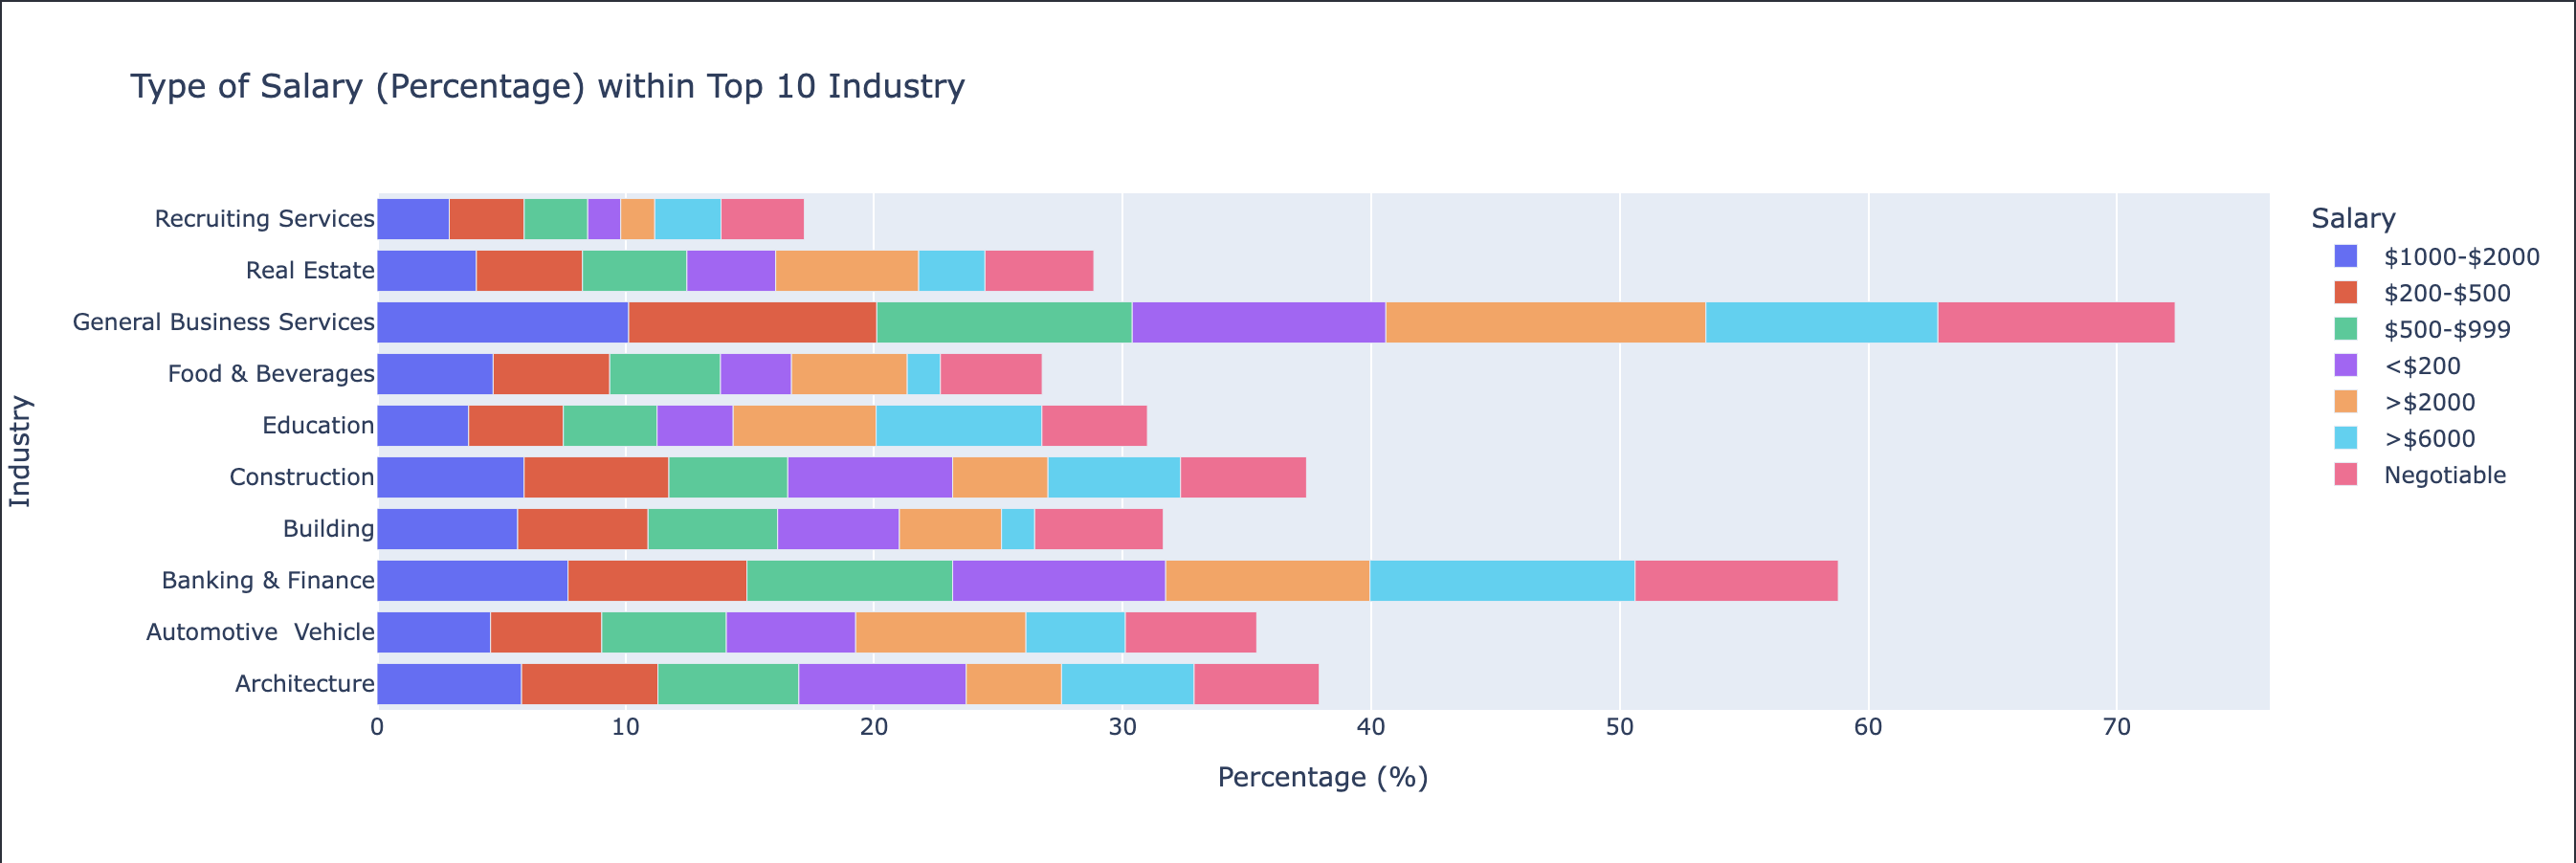 Type of Salary (Percentage) within Top 10 Industry
Industry
Recruiting Services
Real Estate
General Business Services
Food & Beverages
Education
Construction
Building
Banking & Finance
Automotive  Vehicle
Architecture
0 10 20 30 40 50 60 70
Percentage (%)
Salary
$1000-$2000
$200-$500
$500-$999
<$200
>$2000
>$6000
Negotiable